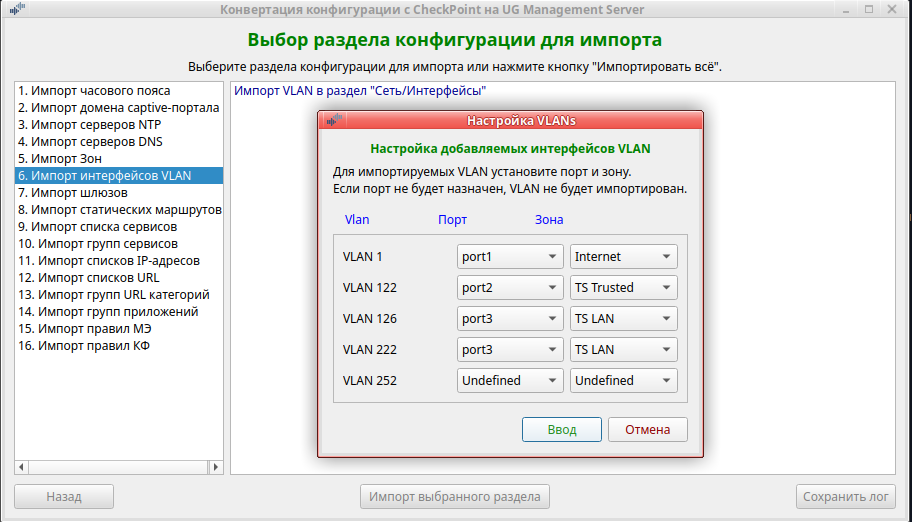 Конвертация конфигурации с CheckPoint на UG Management Server
Выбор раздела конфигурации для импорта
Выберите раздела конфигурации для импорта или нажмите кнопку "Импортировать всё".
1. Импорт часового пояса
2. Импорт домена captive-портала
3. Импорт серверов NTP
4. Импорт серверов DNS
5. Импорт Зон
6. Импорт интерфейсов VLAN
7. Импорт шлюзов
8. Импорт статических маршрутов
9. Импорт списка сервисов
10. Импорт групп сервисов
11. Импорт списков IP-адресов
12. Импорт списков URL
13. Импорт групп URL категорий
14. Импорт групп приложений
15. Импорт правил МЭ
16. Импорт правил КФ
Импорт VLAN в раздел "Сеть/Интерфейсы"
Настройка VLANs
Настройка добавляемых интерфейсов VLAN
Для импортируемых VLAN установите порт и зону.
Если порт не будет назначен, VLAN не будет импортирован.
Vlan Порт Зона
VLAN 1 port1 Internet
VLAN 122 port2 TS Trusted
VLAN 126 port3 TS LAN
VLAN 222 port3 TS LAN
VLAN 252 Undefined Undefined
Ввод Отмена
Назад Импорт выбранного раздела Сохранить лог